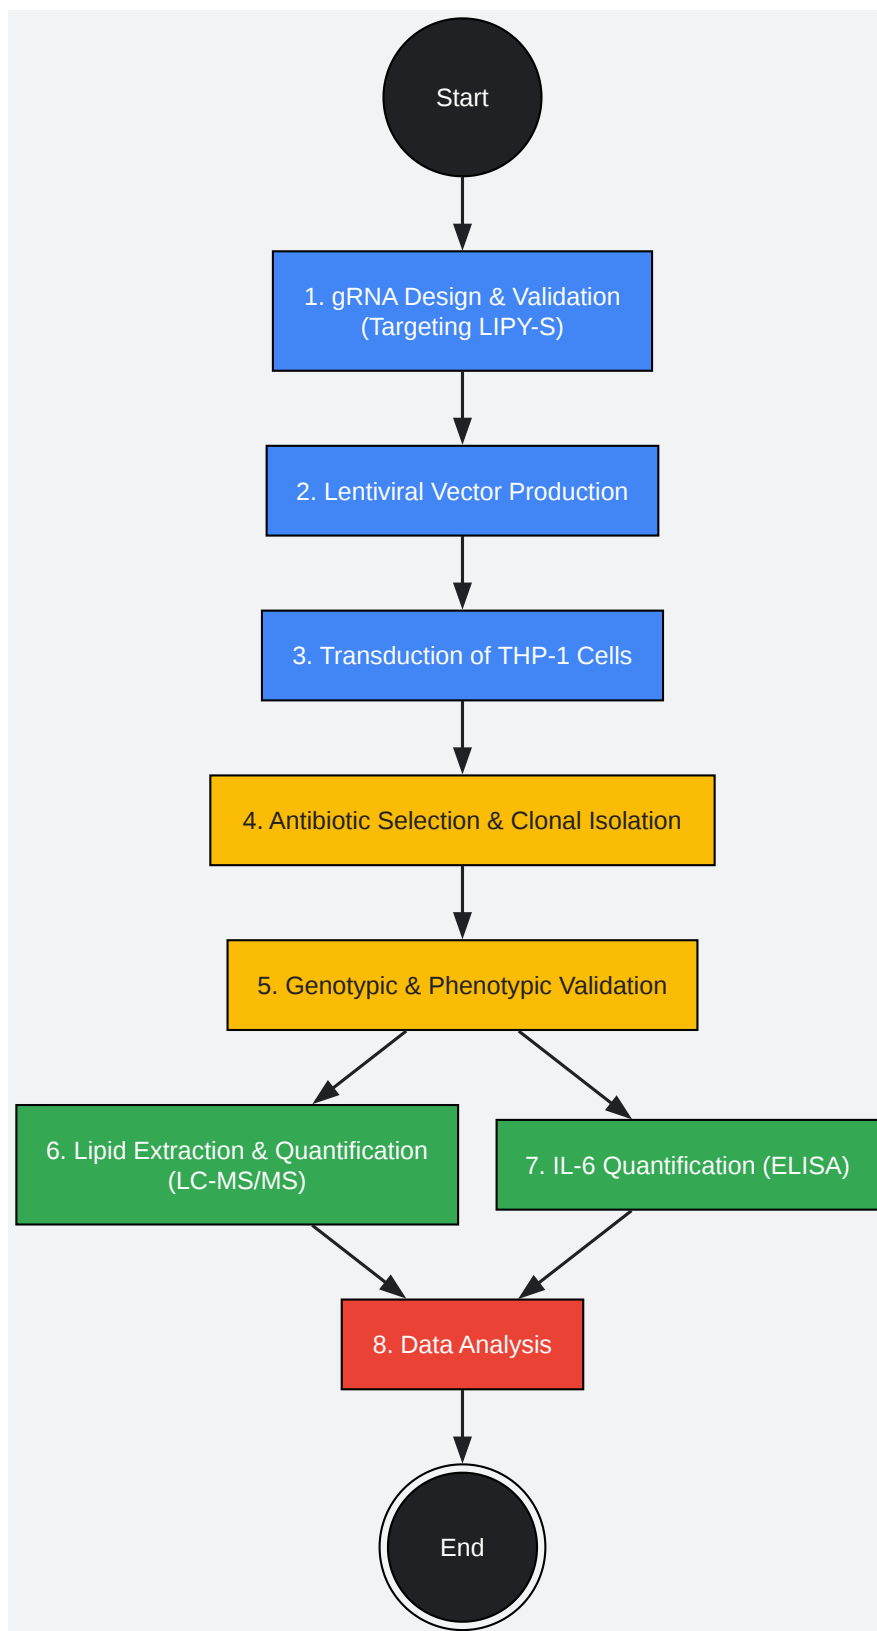 Start
1. gRNA Design & Validation
(Targeting LIPY-S)
2. Lentiviral Vector Production
3. Transduction of THP-1 Cells
4. Antibiotic Selection & Clonal Isolation
5. Genotypic & Phenotypic Validation
6. Lipid Extraction & Quantification
(LC-MS/MS)
7. IL-6 Quantification (ELISA)
8. Data Analysis
End